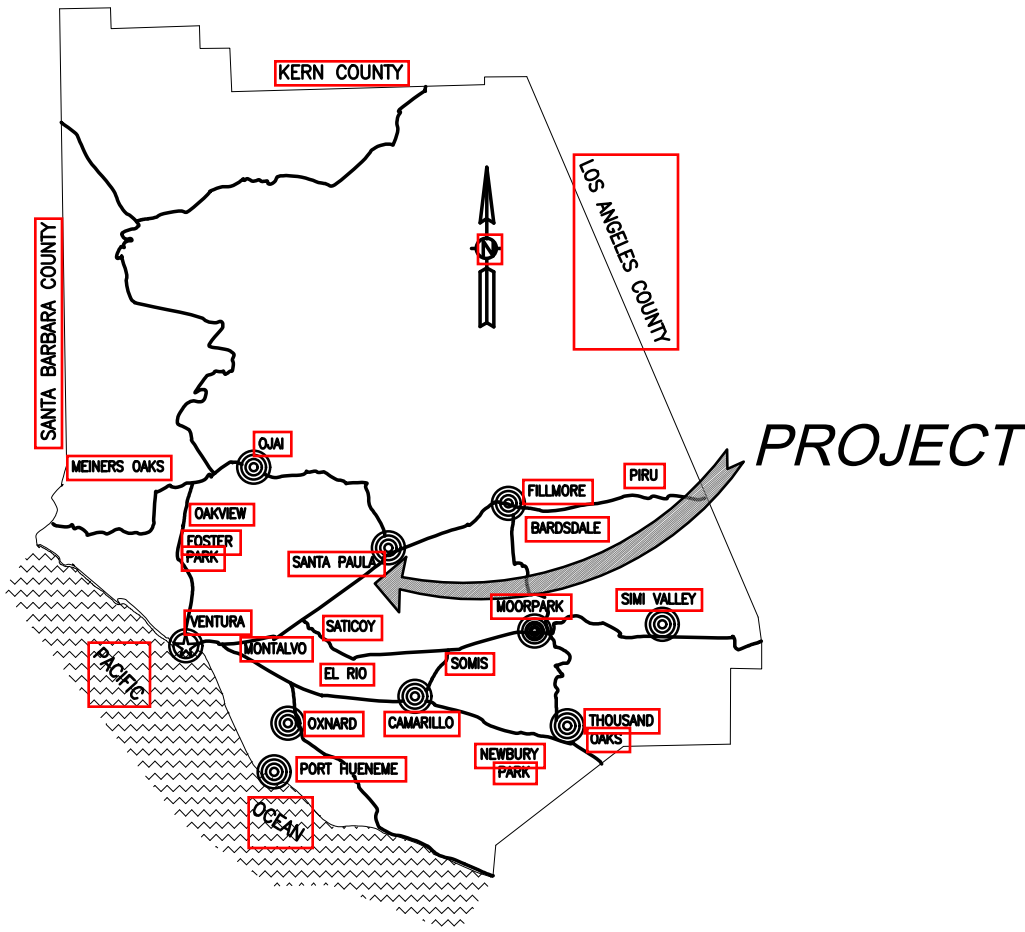 KERN COUNTY
LOS ANGELES COUNTY
N
SANTA BARBARA COUNTY
PROJECT
OJAI
MEINERS OAKS
PIRU
FILLMORE
OAKVIEW
BARDSDALE
FOSTER
PARK
SANTA PAULA
MOORPARK
SIMI VALLEY
VENTURA
SATICOY
MONTALVO
SOMIS
EL RIO
PACIFIC
OXNARD
CAMARILLO
THOUSAND
OAKS
NEWBURY
PARK
PORT HUENEME
OCEAN